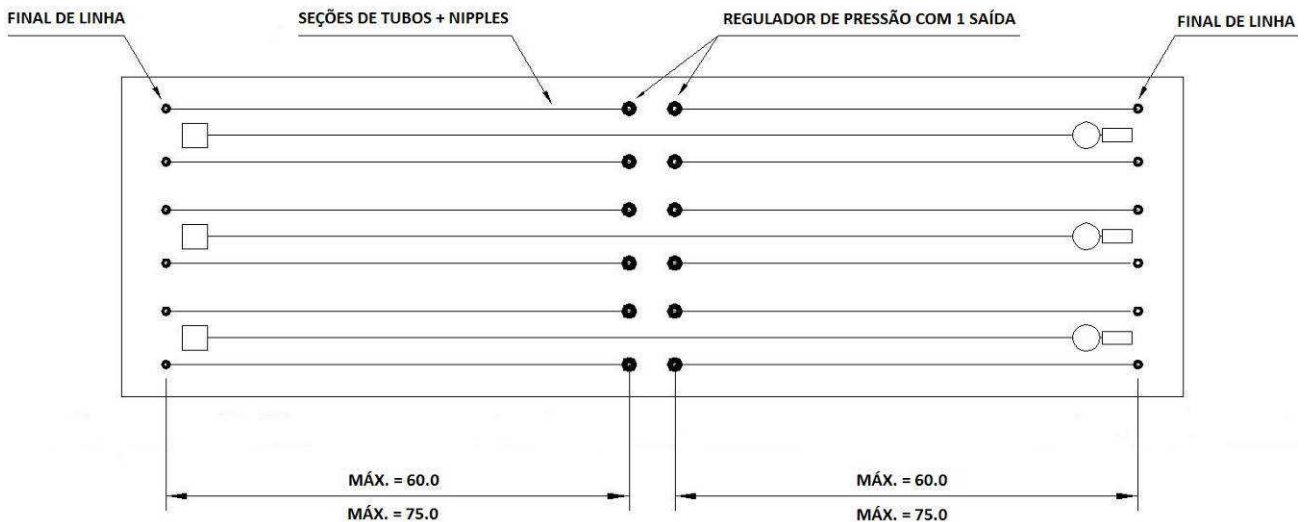 FINAL DE LINHA
SEÇÕES DE TUBOS + NIPPLES
REGULADOR DE PRESSÃO COM 1 SAÍDA
FINAL DE LINHA
MÁX. = 60.0
MÁX. = 60.0
MÁX. = 75.0
MÁX. = 75.0